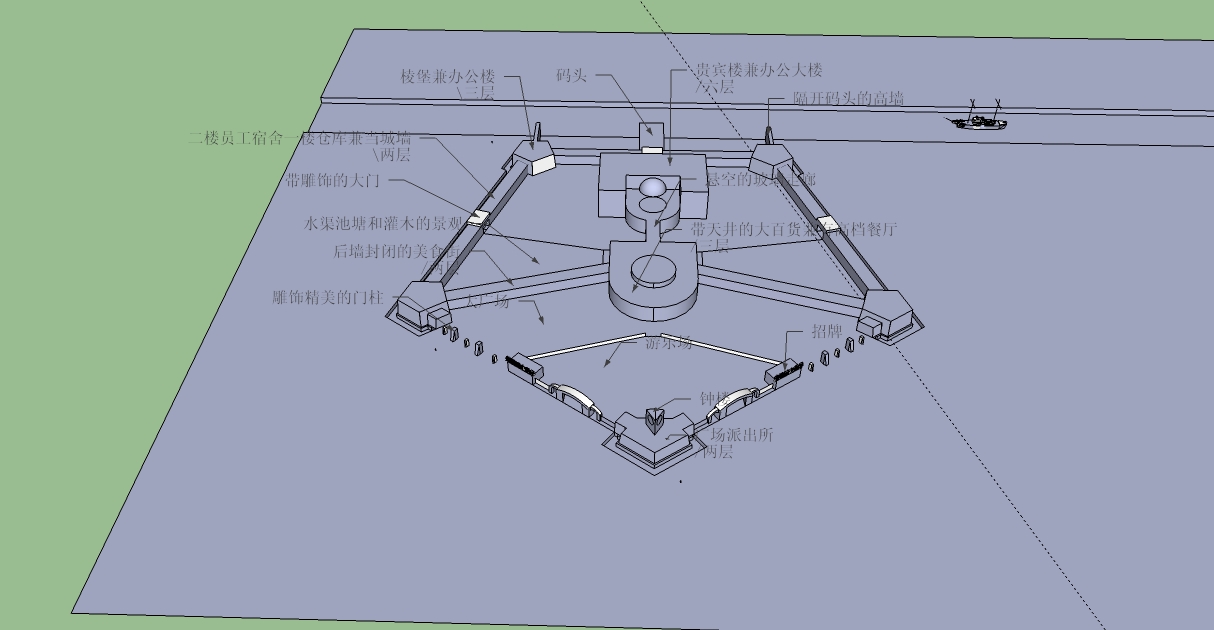 棱堡兼办公楼
\三层
码头
贵宾楼兼办公大楼
/六层
隔开码头的高墙
二楼员工宿舍一楼仓库兼当城墙
\两层
带雕饰的大门
悬空的玻 走廊
水渠池塘和灌木的景观
带天井的大百货兼 高档餐厅
三层
后墙封闭的美食街
/两层
雕饰精美的门柱
大广场
招牌
游乐场
钟楼
场派出所
/两层